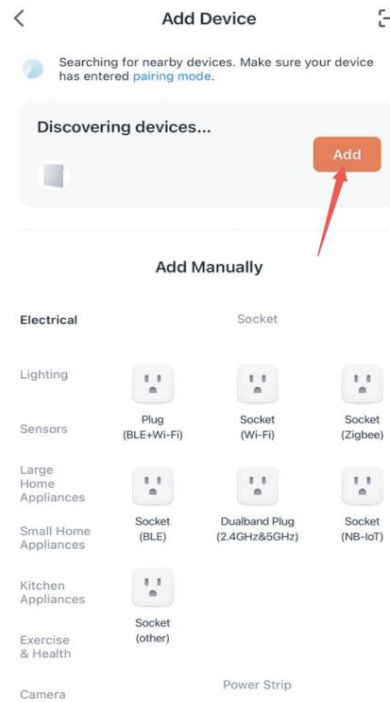 Add Device
Searching for nearby devices. Make sure your device
has entered pairing mode.
Discovering devices...
Add
Add Manually
Electrical
Socket
Lighting
Plug
(BLE+Wi-Fi)
Socket
(Wi-Fi)
Socket
(Zigbee)
Sensors
Large
Home
Appliances
Socket
(BLE)
Dualband Plug
(2.4GHz&5GHz)
Socket
(NB-IoT)
Small Home
Appliances
Kitchen
Appliances
Socket
(other)
Exercise
& Health
Power Strip
Camera